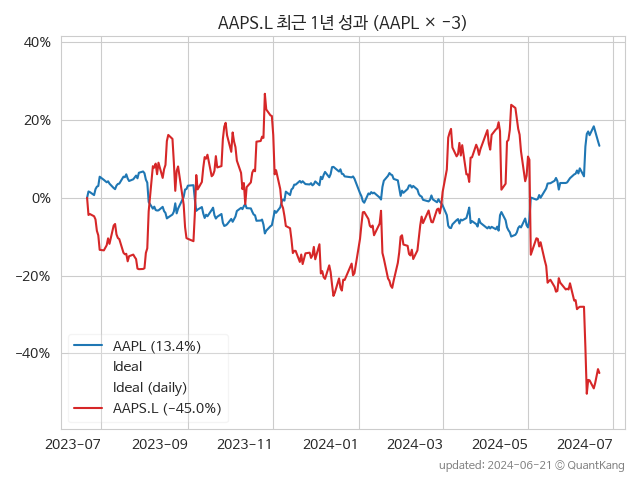 AAPS.L 최근 1년 성과 (AAPL × −3)
40%
20%
0%
−20%
−40%
AAPL (13.4%)
Ideal
Ideal (daily)
AAPS.L (−45.0%)
2023-07 2023-09 2023-11 2024-01 2024-03 2024-05 2024-07
updated: 2024-06-21 © QuantKang